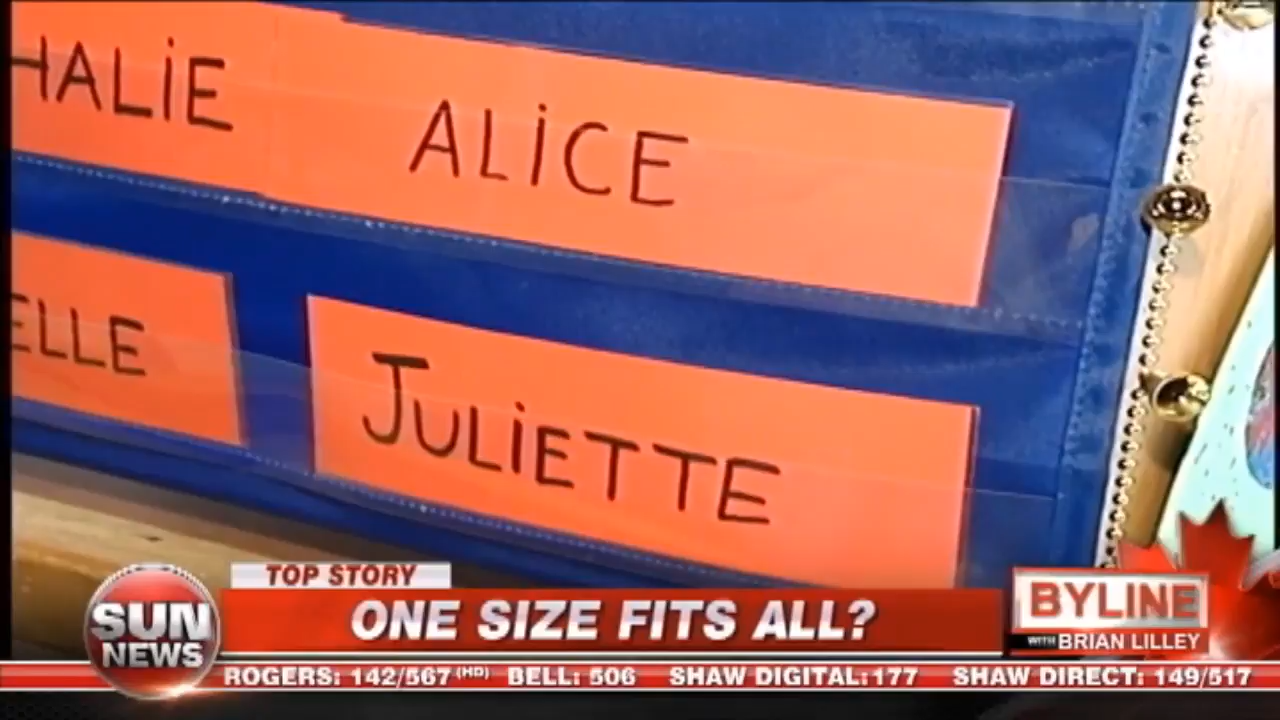 HALiE
ALiCE
ELLE
JULiETTE
TOP STORY
ONE SIZE FITS ALL?
SUN
NEWS
BYLINE
WITH BRIAN LILLEY
ROGERS: 142/567 (HD) BELL: 506 SHAW DIGITAL: 177 SHAW DIRECT: 149/517